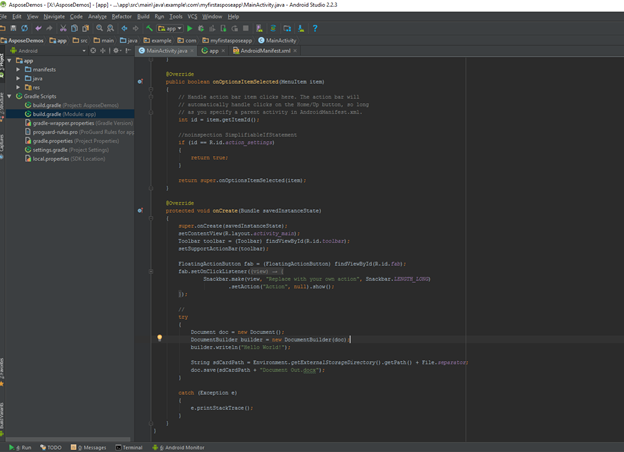 AsposeDemos - [X:\AsposeDemos] - [app] - ...\app\src\main\java\example\com\myfirstasposeapp\MainActivity.java - Android Studio 2.2.3
File Edit View Navigate Code Analyze Refactor Build Run Tools VCS Window Help
app
AsposeDemos app src main java example com myfirstasposeapp MainActivity
Android
MainActivity.java × app × AndroidManifest.xml ×
app
manifests
java
res
Gradle Scripts
build.gradle (Project: AsposeDemos)
build.gradle (Module: app)
gradle-wrapper.properties (Gradle Version)
proguard-rules.pro (ProGuard Rules for app)
gradle.properties (Project Properties)
settings.gradle (Project Settings)
local.properties (SDK Location)
Captures
}
@Override
public boolean onOptionsItemSelected(MenuItem item)
{
// Handle action bar item clicks here. The action bar will
// automatically handle clicks on the Home/Up button, so long
// as you specify a parent activity in AndroidManifest.xml.
int id = item.getItemId();
//noinspection SimplifiableIfStatement
if (id == R.id.action_settings)
{
return true;
}
return super.onOptionsItemSelected(item);
}
@Override
protected void onCreate(Bundle savedInstanceState)
{
super.onCreate(savedInstanceState);
setContentView(R.layout.activity_main);
Toolbar toolbar = (Toolbar) findViewById(R.id.toolbar);
setSupportActionBar(toolbar);
FloatingActionButton fab = (FloatingActionButton) findViewById(R.id.fab);
fab.setOnClickListener((view) → {
Snackbar.make(view, "Replace with your own action", Snackbar.LENGTH_LONG)
.setAction("Action", null).show();
});
//
try
{
Document doc = new Document();
DocumentBuilder builder = new DocumentBuilder(doc);
builder.writeln("Hello World!");
String sdCardPath = Environment.getExternalStorageDirectory().getPath() + File.separator;
doc.save(sdCardPath + "Document Out.docx");
}
catch (Exception e)
{
e.printStackTrace();
}
}
}
4: Run TODO 0: Messages Terminal 6: Android Monitor